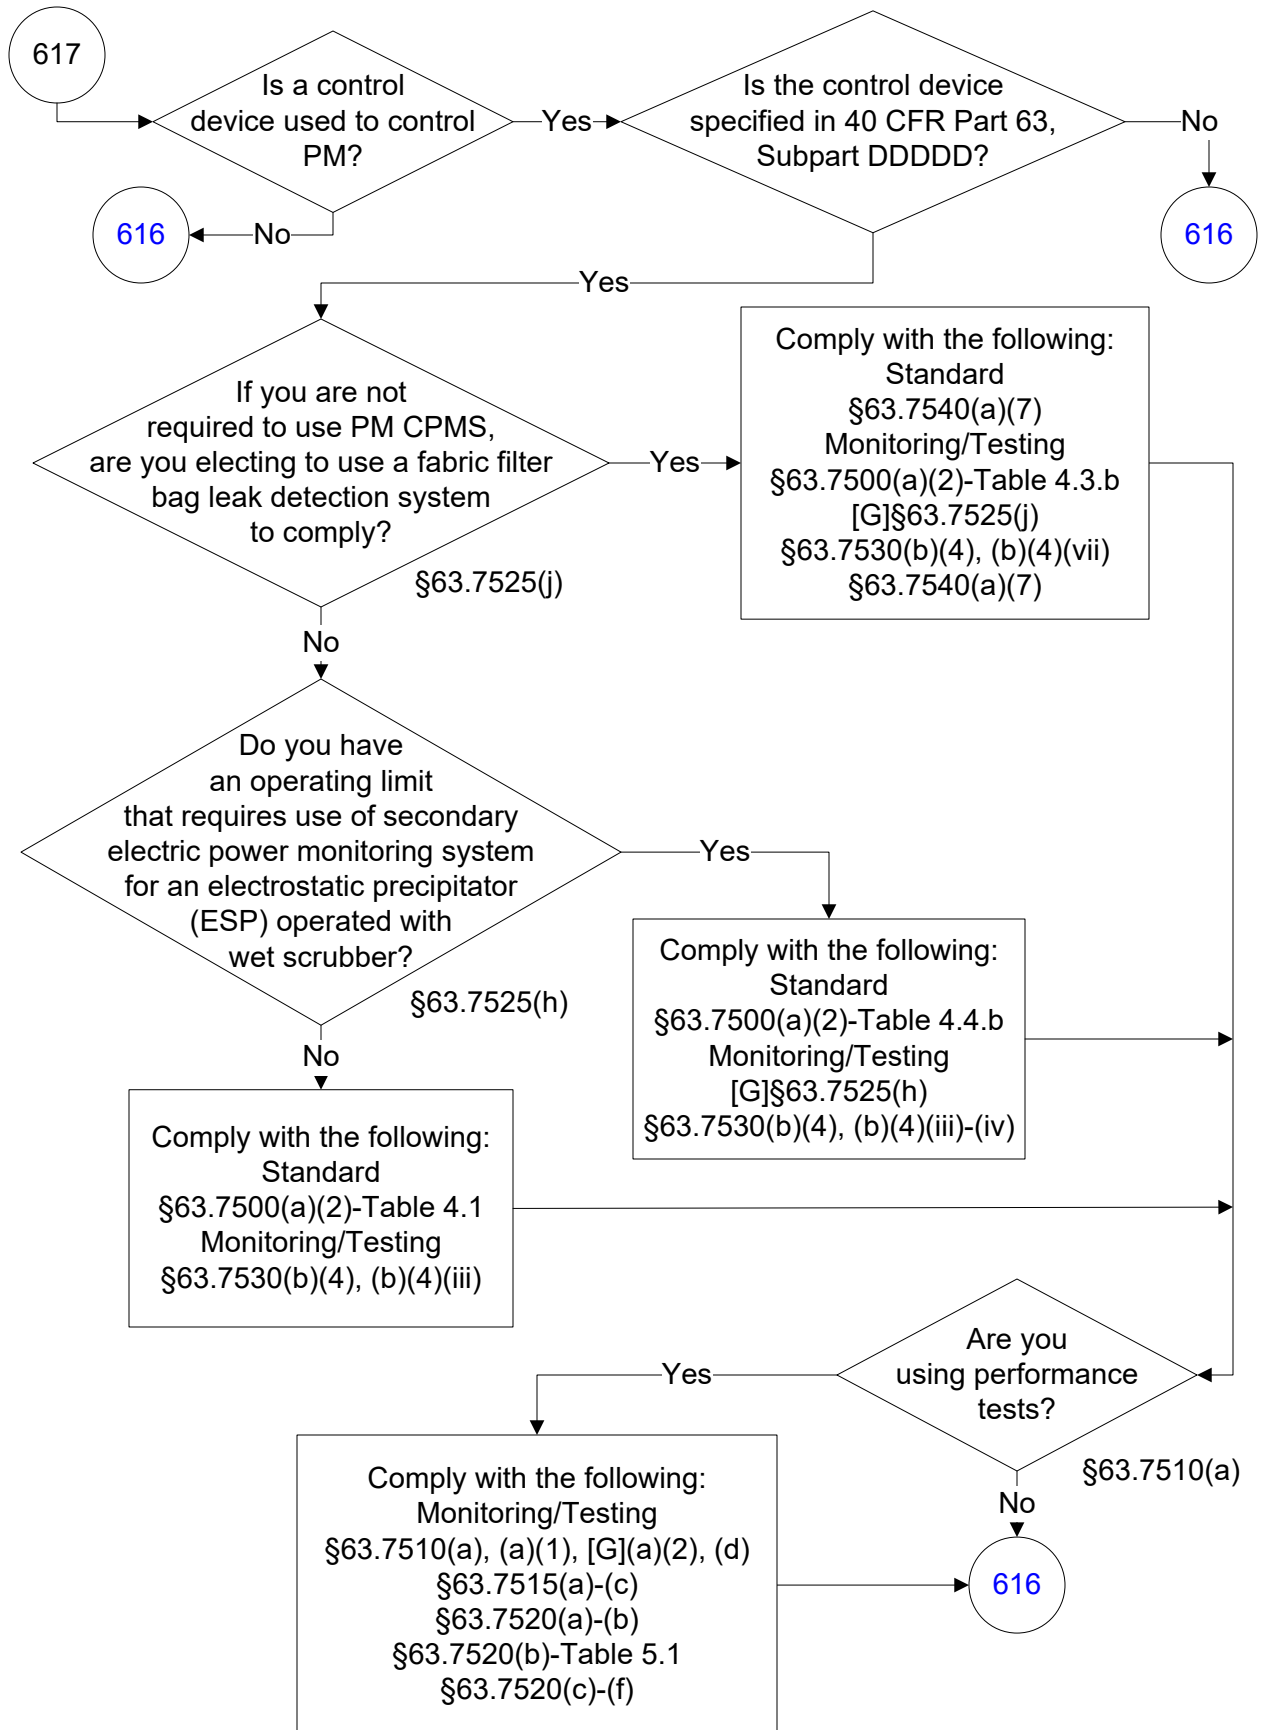 617
Is a control
device used to control
PM?
Yes
Is the control device
specified in 40 CFR Part 63,
Subpart DDDDD?
No
616
No
616
Yes
If you are not
required to use PM CPMS,
are you electing to use a fabric filter
bag leak detection system
to comply?
§63.7525(j)
Yes
Comply with the following:
Standard
§63.7540(a)(7)
Monitoring/Testing
§63.7500(a)(2)-Table 4.3.b
[G]§63.7525(j)
§63.7530(b)(4), (b)(4)(vii)
§63.7540(a)(7)
No
Do you have
an operating limit
that requires use of secondary
electric power monitoring system
for an electrostatic precipitator
(ESP) operated with
wet scrubber?
§63.7525(h)
Yes
Comply with the following:
Standard
§63.7500(a)(2)-Table 4.4.b
Monitoring/Testing
[G]§63.7525(h)
§63.7530(b)(4), (b)(4)(iii)-(iv)
No
Comply with the following:
Standard
§63.7500(a)(2)-Table 4.1
Monitoring/Testing
§63.7530(b)(4), (b)(4)(iii)
Are you
using performance
tests?
§63.7510(a)
Yes
Comply with the following:
Monitoring/Testing
§63.7510(a), (a)(1), [G](a)(2), (d)
§63.7515(a)-(c)
§63.7520(a)-(b)
§63.7520(b)-Table 5.1
§63.7520(c)-(f)
No
616